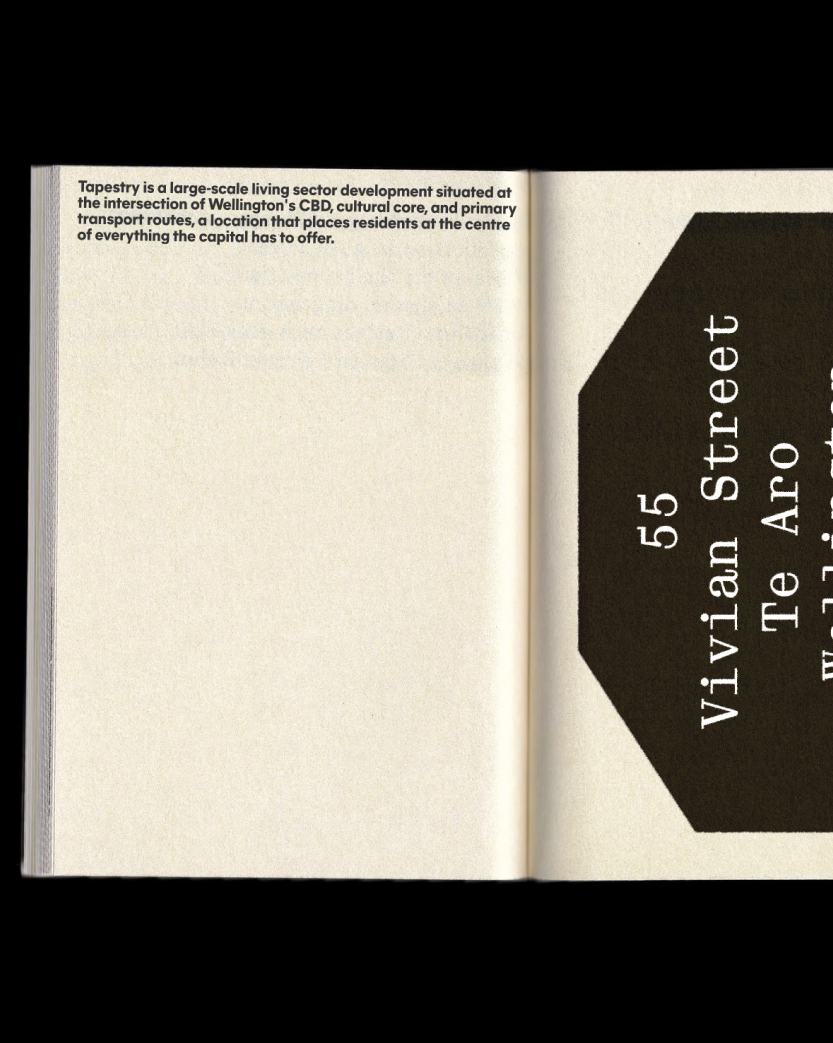 Tapestry is a large-scale living sector development situated at
the intersection of Wellington's CBD, cultural core, and primary
transport routes, a location that places residents at the centre
of everything the capital has to offer.
55
Vivian Street
Te Aro